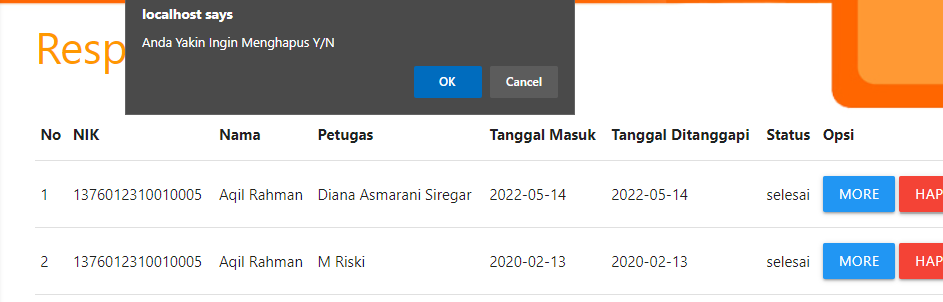 localhost says
Anda Yakin Ingin Menghapus Y/N
OK Cancel
Resp
No NIK Nama Petugas Tanggal Masuk Tanggal Ditanggapi Status Opsi
1 1376012310010005 Aqil Rahman Diana Asmarani Siregar 2022-05-14 2022-05-14 selesai MORE HAP
2 1376012310010005 Aqil Rahman M Riski 2020-02-13 2020-02-13 selesai MORE HAP